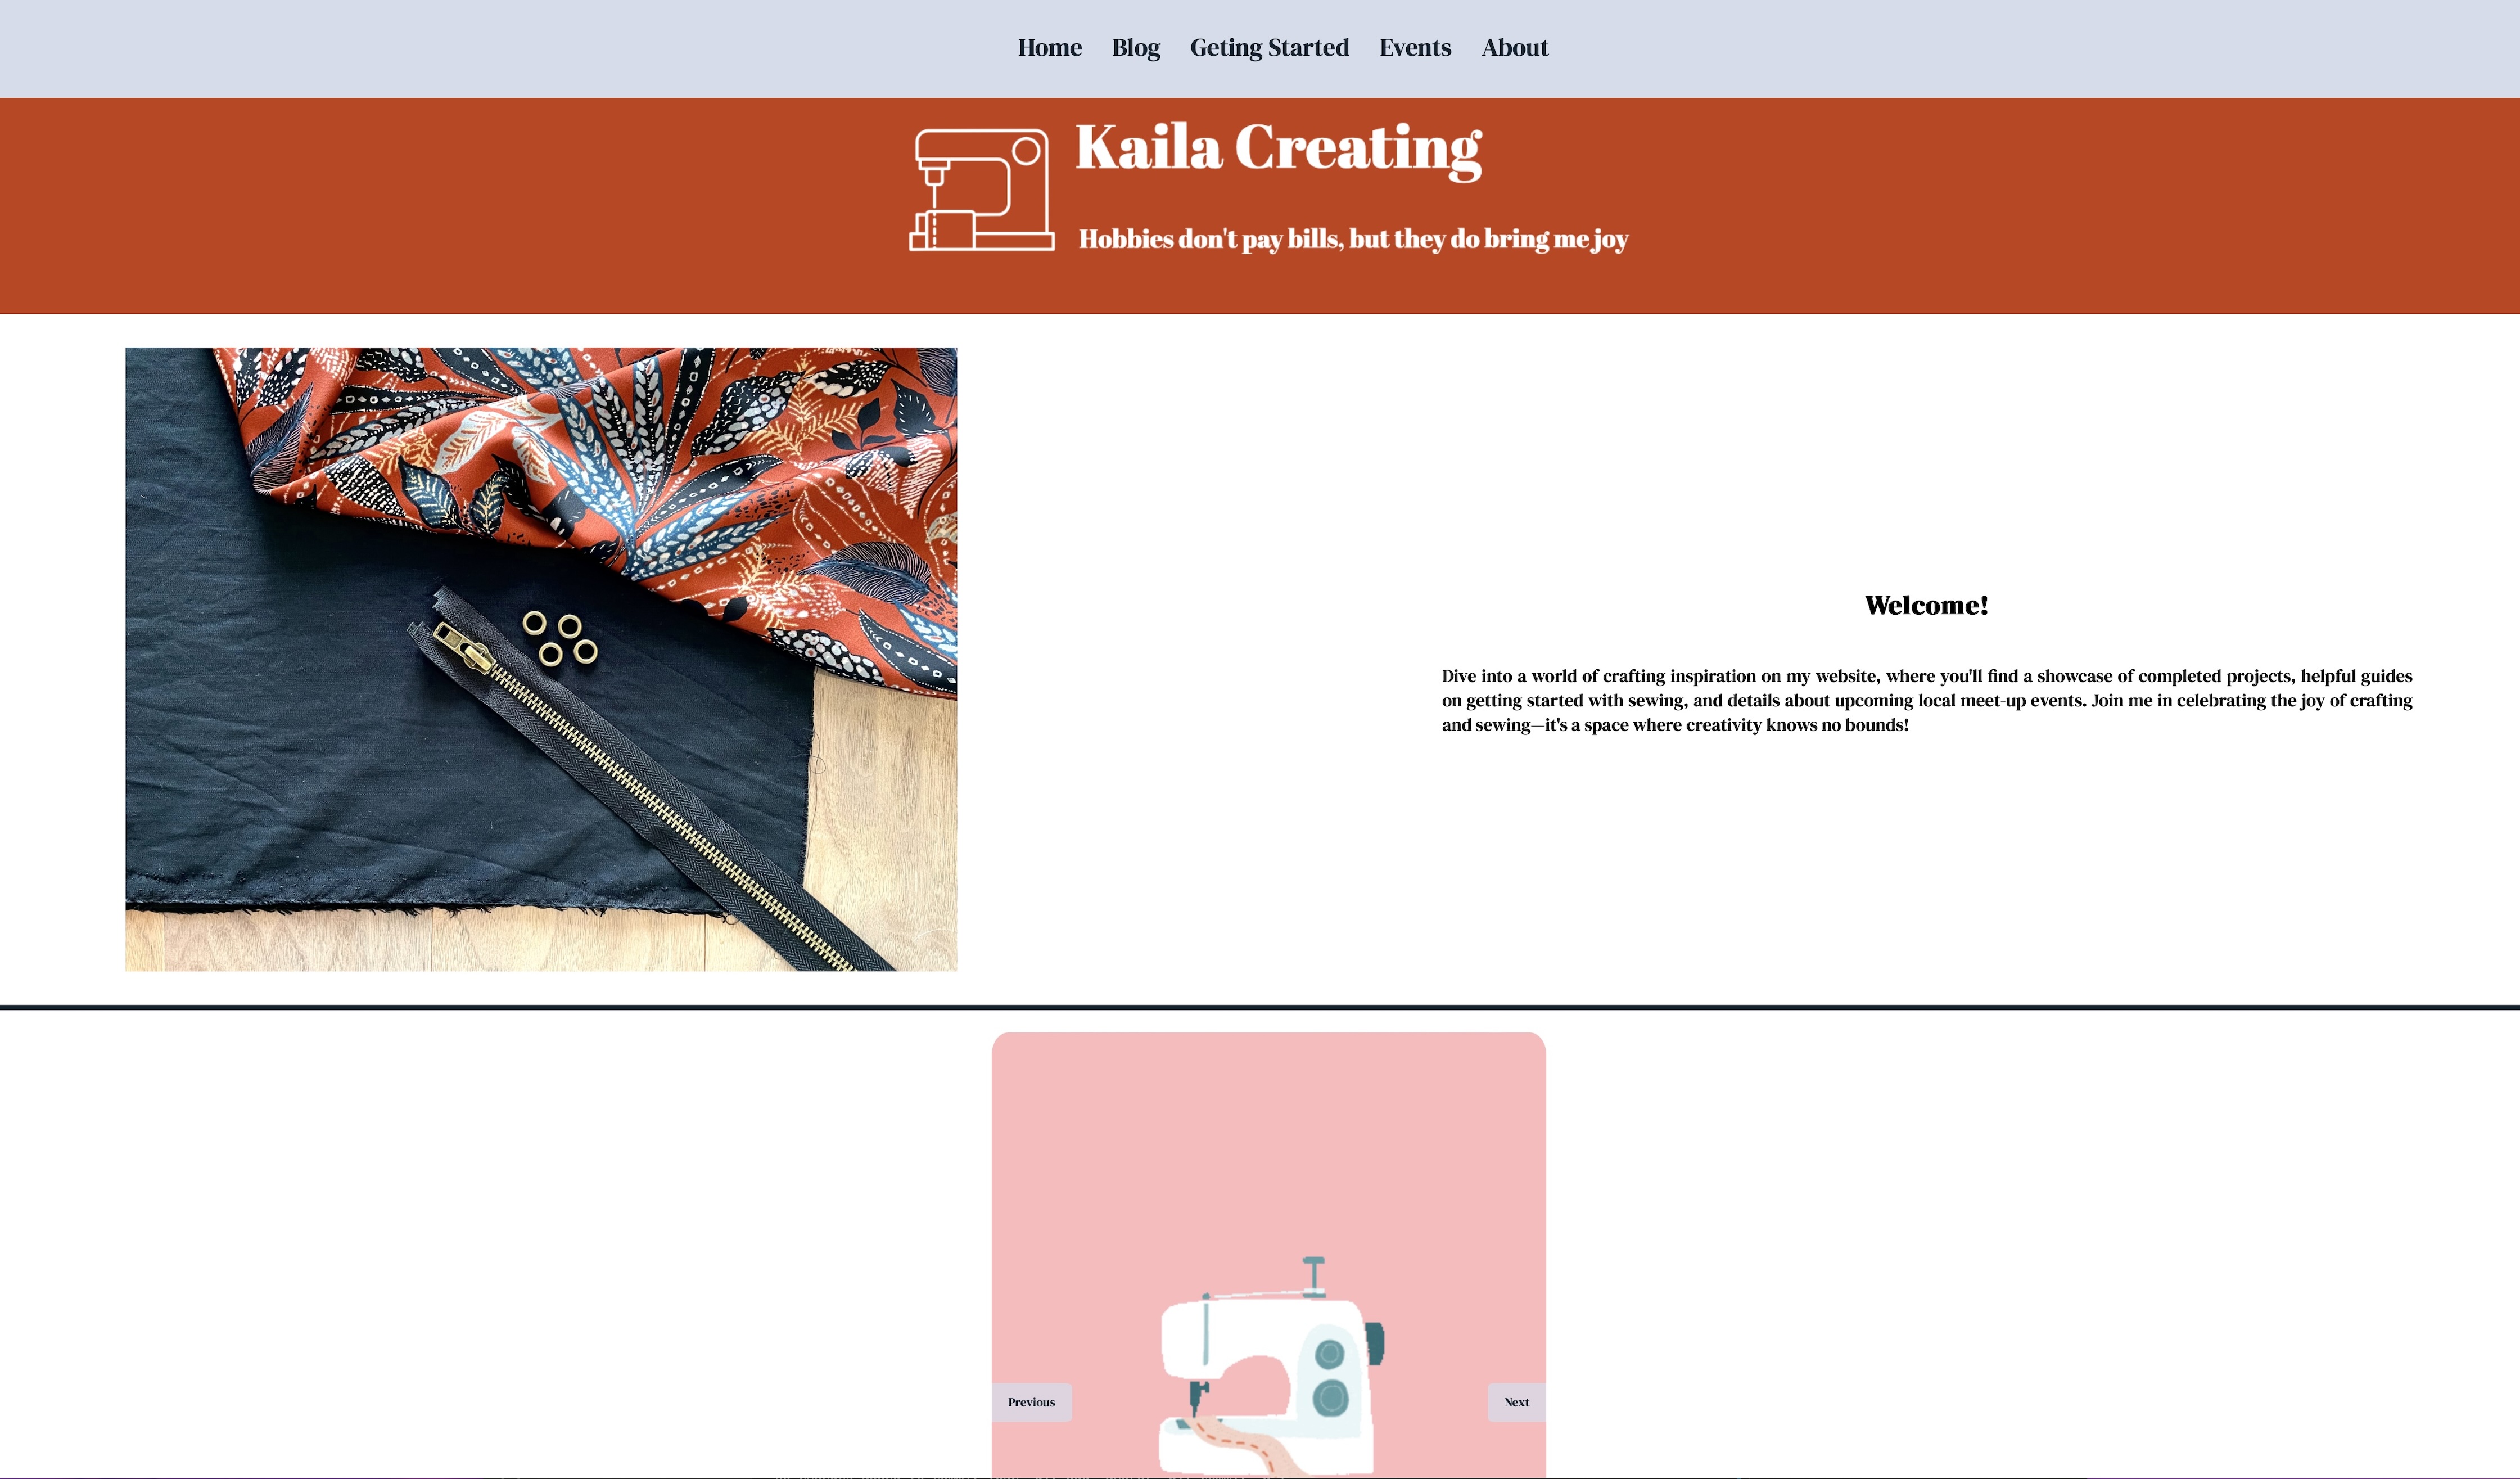 Home Blog Geting Started Events About
Kaila Creating
Hobbies don't pay bills, but they do bring me joy
Welcome!
Dive into a world of crafting inspiration on my website, where you'll find a showcase of completed projects, helpful guides
on getting started with sewing, and details about upcoming local meet-up events. Join me in celebrating the joy of crafting
and sewing—it's a space where creativity knows no bounds!
Previous Next